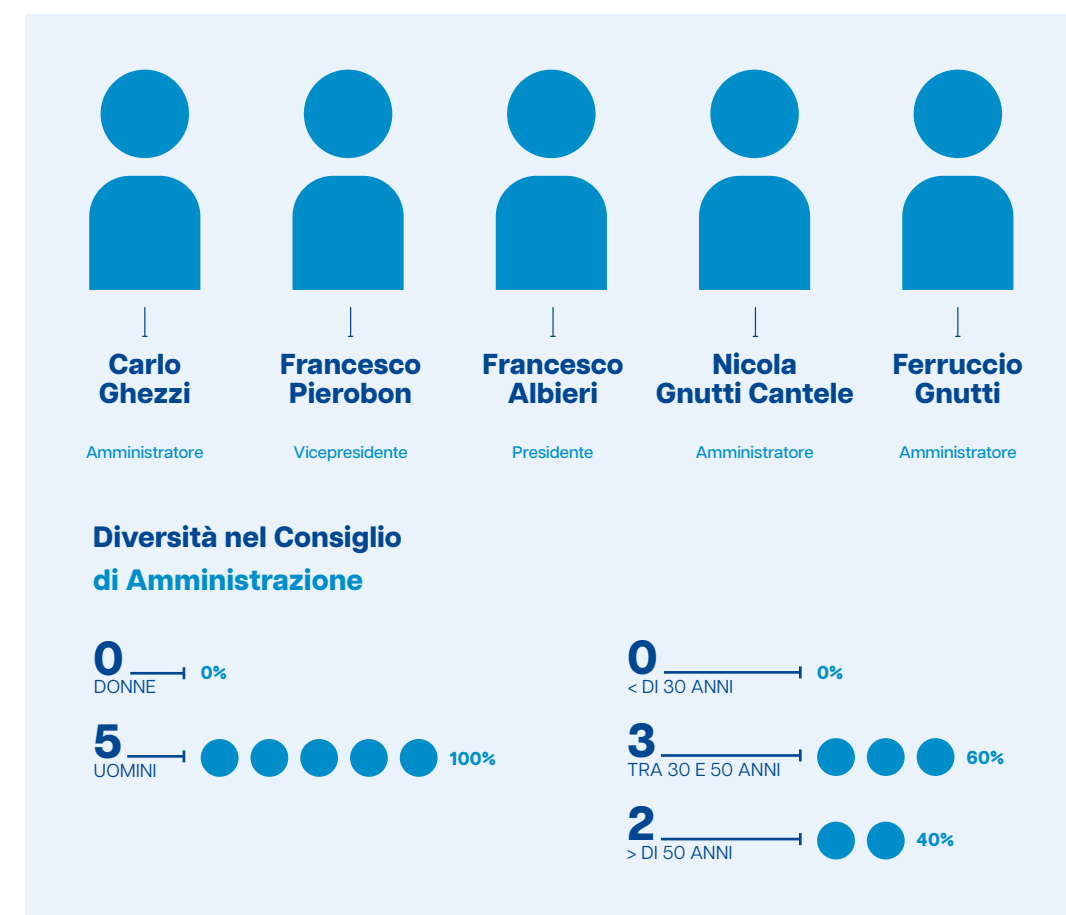 Carlo
Ghezzi
Amministratore
Francesco
Pierobon
Vicepresidente
Francesco
Albieri
Presidente
Nicola
Gnutti Cantele
Amministratore
Ferruccio
Gnutti
Amministratore
Diversità nel Consiglio
di Amministrazione
0
DONNE
0%
5
UOMINI
100%
0
< DI 30 ANNI
0%
3
TRA 30 E 50 ANNI
60%
2
> DI 50 ANNI
40%